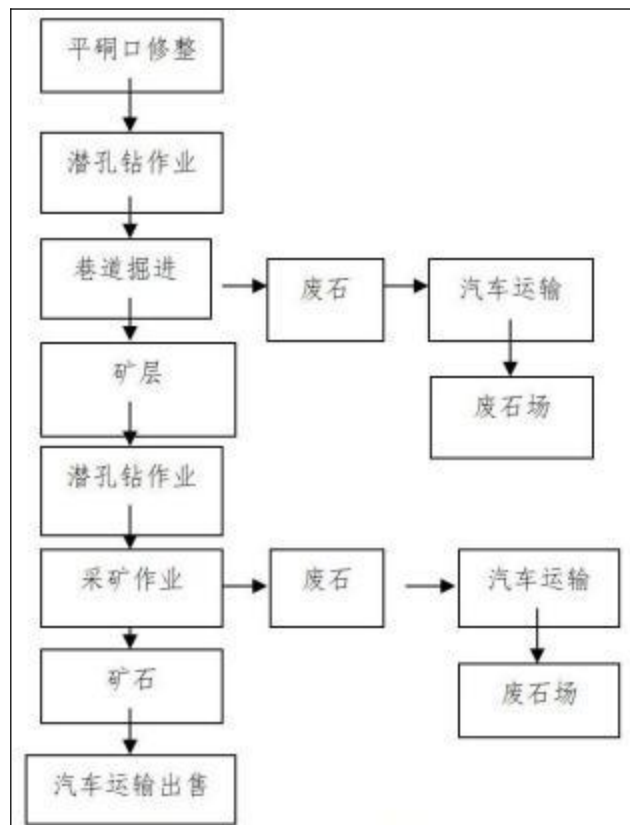 平硐口修整
潜孔钻作业
巷道掘进
废石
汽车运输
矿层
废石场
潜孔钻作业
采矿作业
废石
汽车运输
矿石
废石场
汽车运输出售